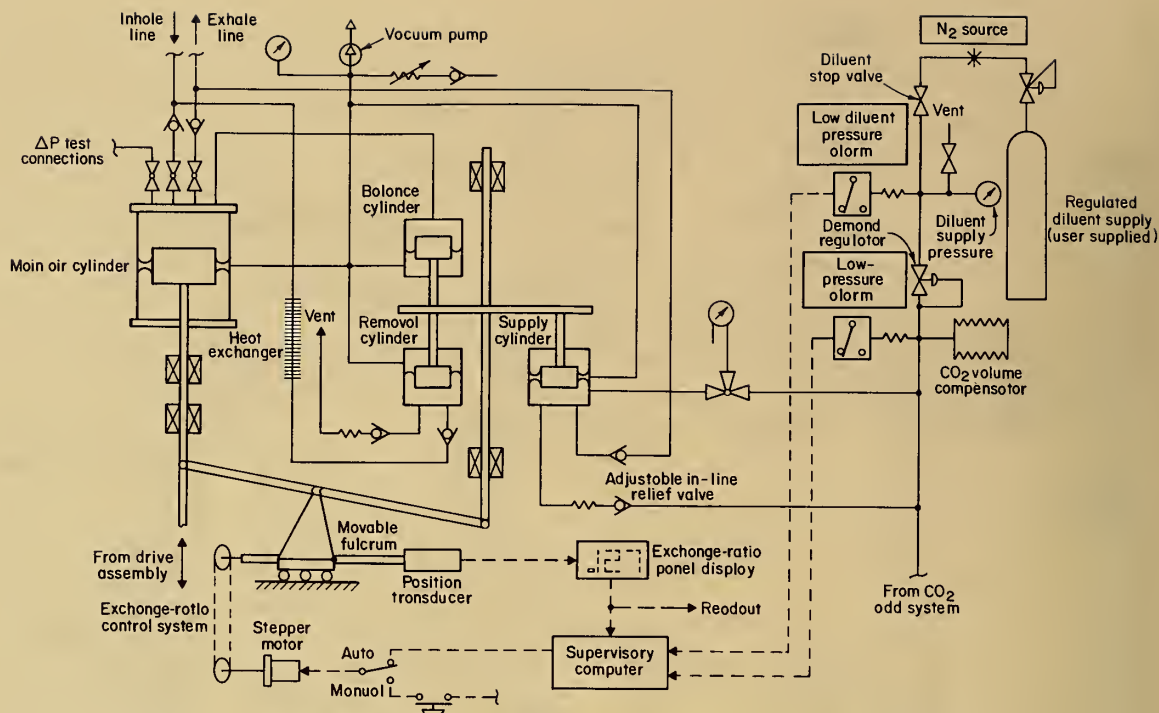 Inhole
line
Exhale
line
Vacuum pump
N2 source
Diluent
stop valve
Vent
ΔP test
connections
Low diluent
pressure
olorm
Bolonce
cylinder
Regulated
diluent supply
(user supplied)
Diluent
supply
pressure
Demond
regulotor
Moin oir cylinder
Low-
pressure
olorm
Vent
Heot
exchanger
Removol
cylinder
Supply
cylinder
CO2 volume
compensotor
Adjustoble in-line
relief valve
Movable
fulcrum
From drive
assembly
Position
tronsducer
Exchonge-ratio
ponel display
Exchonge-rotio
control system
Readout
From CO2
odd system
Stepper
motor
Auto
Monuol
Supervisory
computer